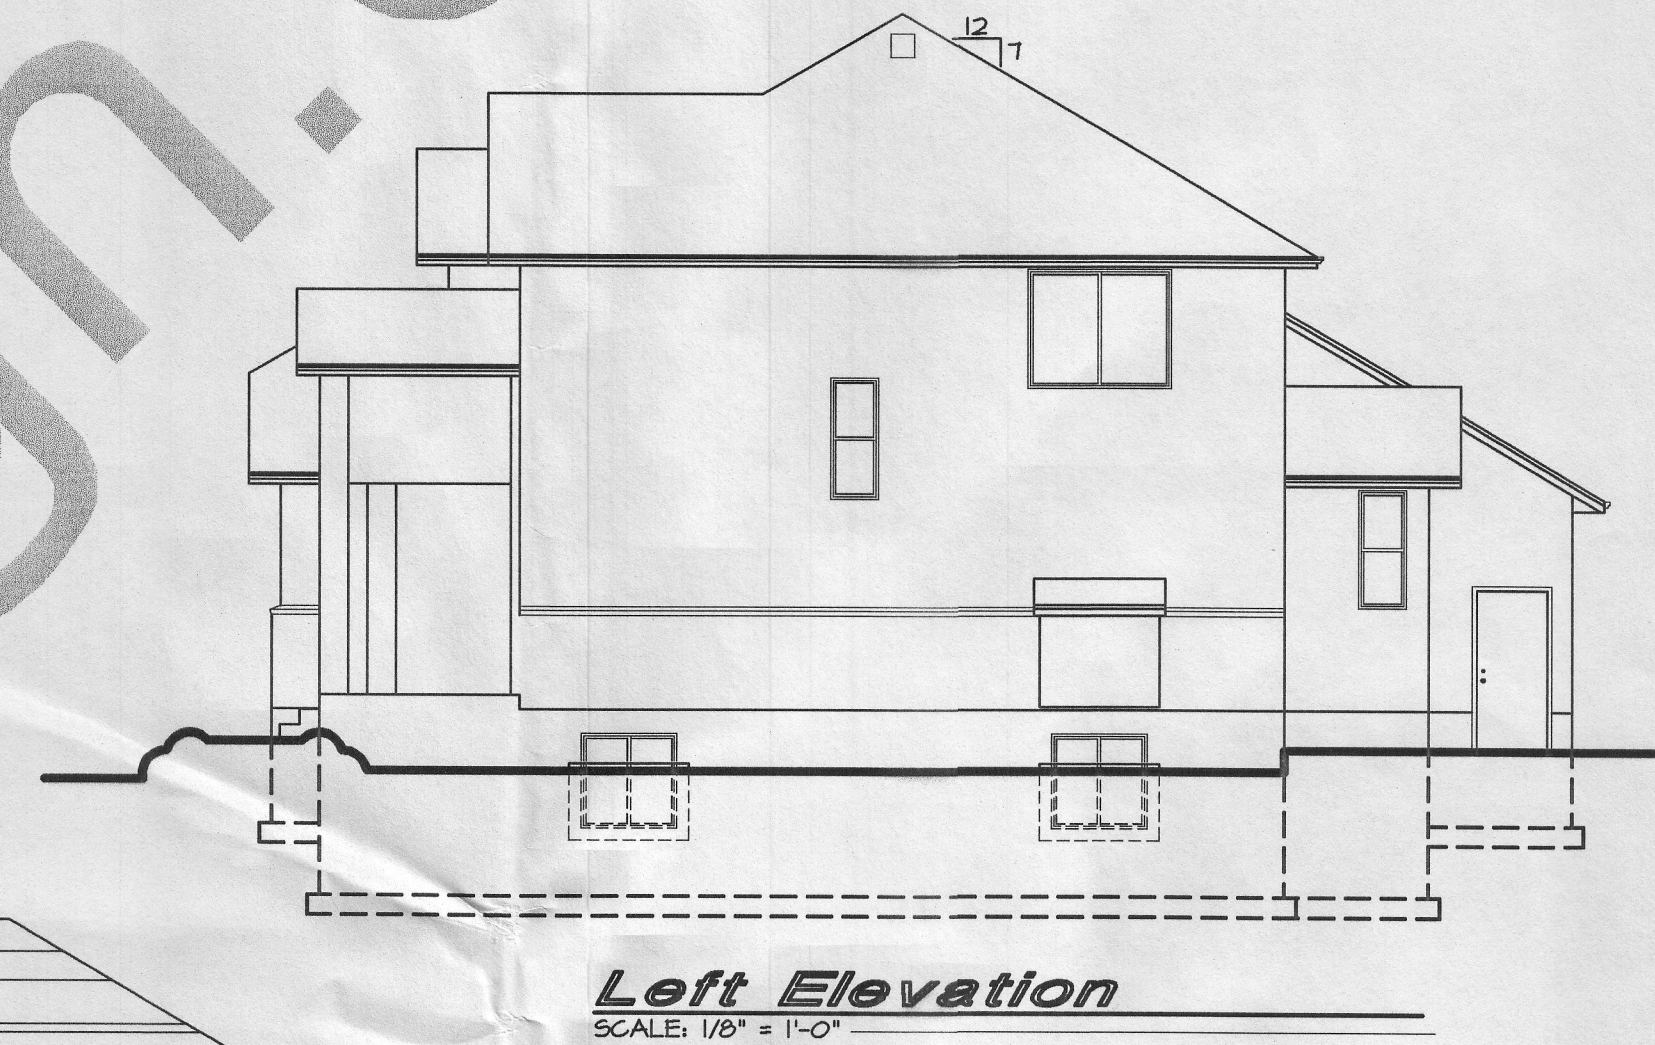 12
7
Left Elevation
SCALE: 1/8" = 1'-0"